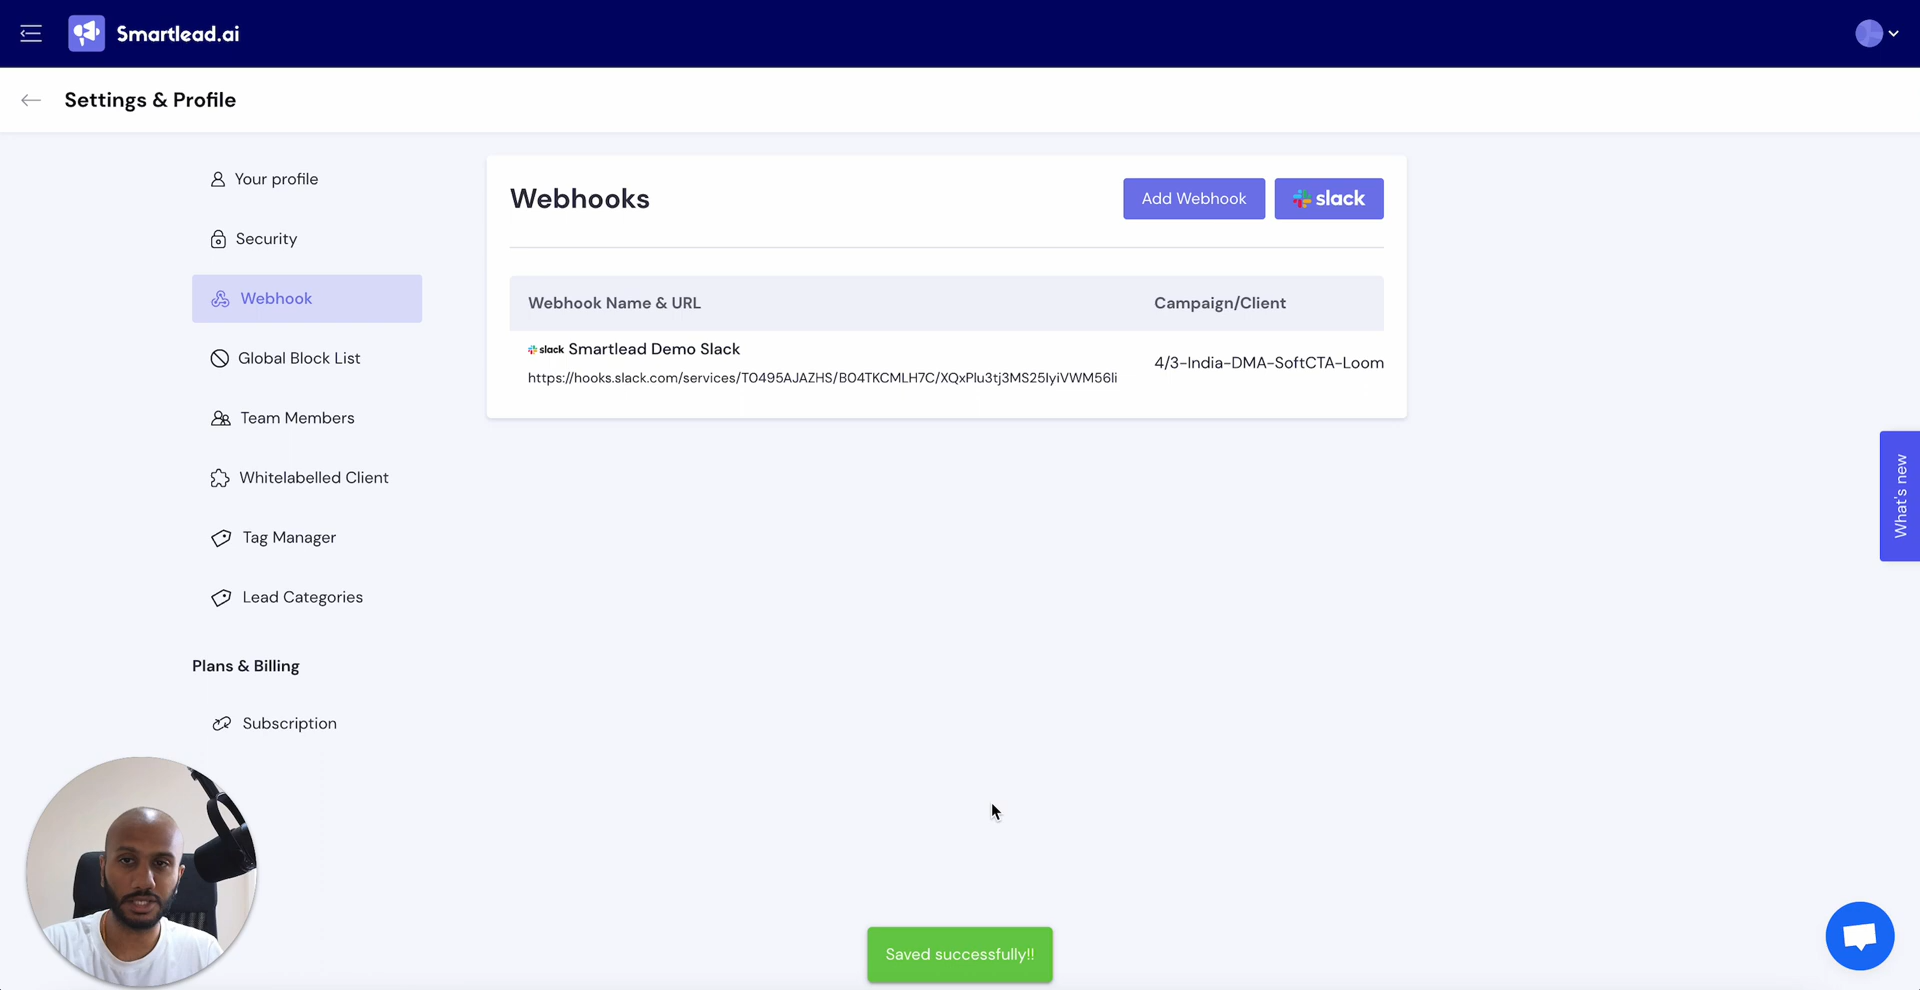 Smartlead.ai
Settings & Profile
Your profile
Security
Webhook
Global Block List
Team Members
Whitelabelled Client
Tag Manager
Lead Categories
Plans & Billing
Subscription
Webhooks
Add Webhook
slack
Webhook Name & URL
Campaign/Client
slack Smartlead Demo Slack
https://hooks.slack.com/services/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
4/3-India-DMA-SoftCTA-Loom
What's new
Saved successfully!!